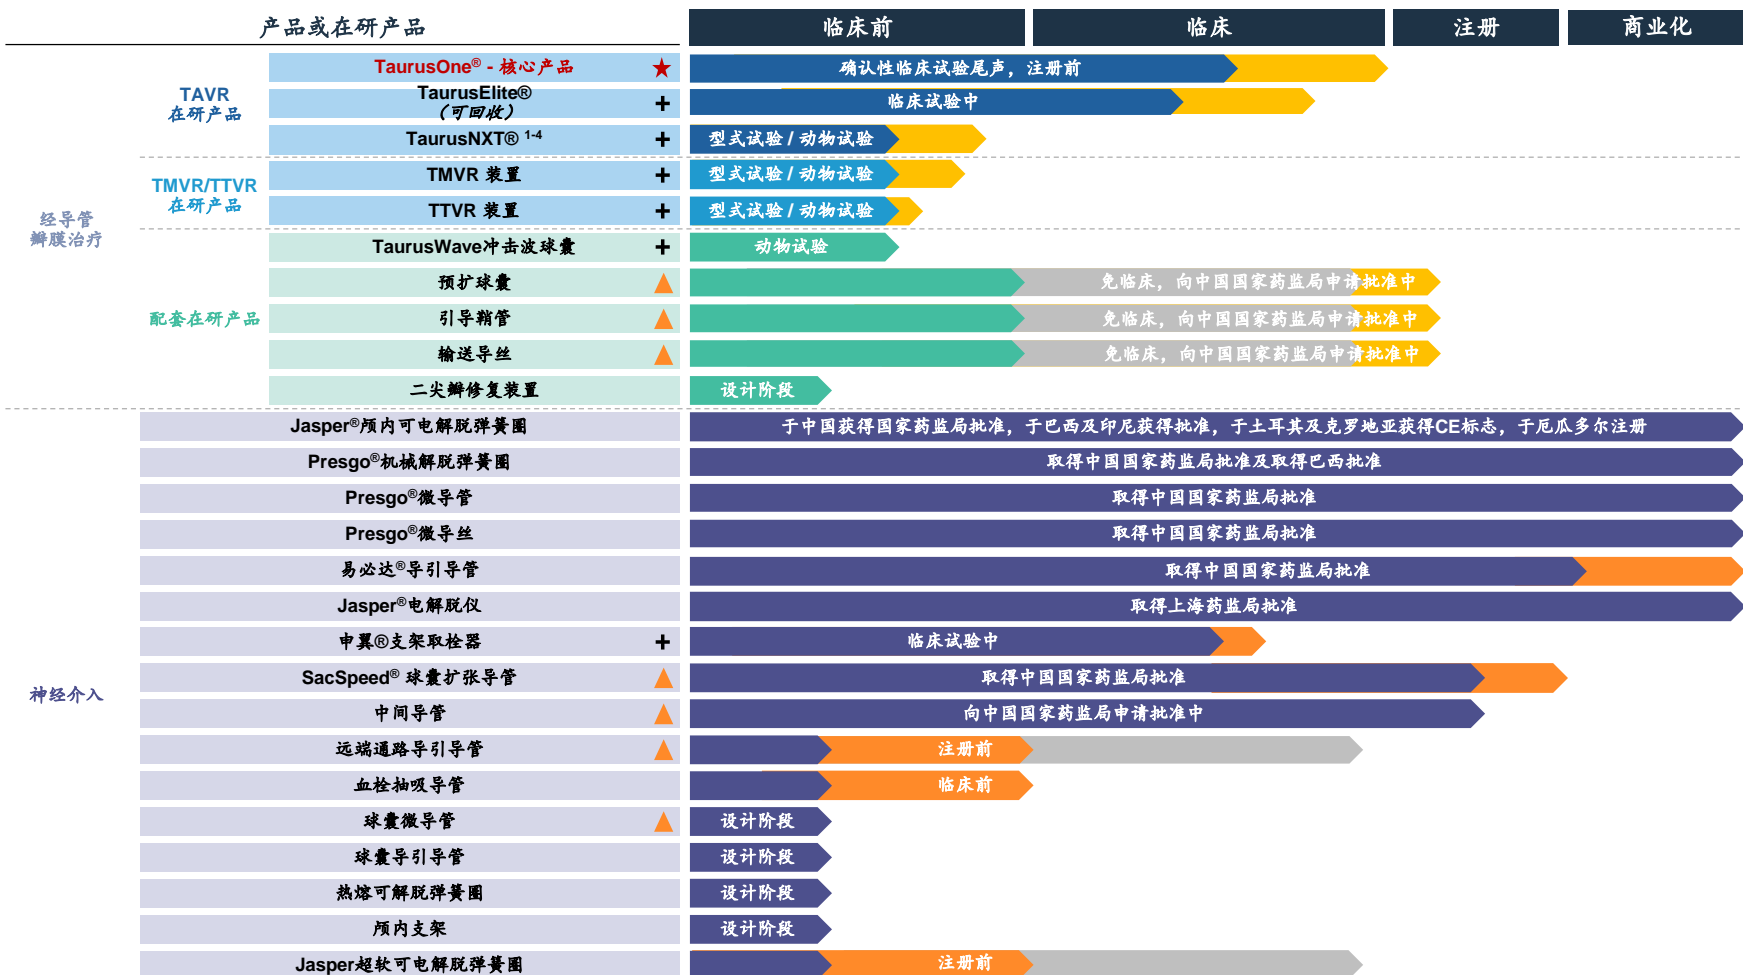 产品或在研产品 临床前 临床 注册 商业化
TaurusOne® - 核心产品 ★ 确认性临床试验尾声，注册前
TAVR
在研产品
TaurusElite®
（可回收） + 临床试验中
TaurusNXT® 1-4 + 型式试验 / 动物试验
TMVR/TTVR
在研产品
TMVR 装置 + 型式试验 / 动物试验
TTVR 装置 + 型式试验 / 动物试验
经导管
瓣膜治疗
TaurusWave冲击波球囊 + 动物试验
预扩球囊 免临床，向中国国家药监局申请批准中
配套在研产品 引导鞘管 免临床，向中国国家药监局申请批准中
输送导丝 免临床，向中国国家药监局申请批准中
二尖瓣修复装置 设计阶段
Jasper®颅内可电解脱弹簧圈 于中国获得国家药监局批准，于巴西及印尼获得批准，于土耳其及克罗地亚获得CE标志，于厄瓜多尔注册
Presgo®机械解脱弹簧圈 取得中国国家药监局批准及取得巴西批准
Presgo®微导管 取得中国国家药监局批准
Presgo®微导丝 取得中国国家药监局批准
易必达®导引导管 取得中国国家药监局批准
Jasper®电解脱仪 取得上海药监局批准
申翼®支架取栓器 + 临床试验中
神经介入 SacSpeed® 球囊扩张导管 取得中国国家药监局批准
中间导管 向中国国家药监局申请批准中
远端通路导引导管 注册前
血栓抽吸导管 临床前
球囊微导管 设计阶段
球囊导引导管 设计阶段
热熔可解脱弹簧圈 设计阶段
颅内支架 设计阶段
Jasper超软可电解脱弹簧圈 注册前